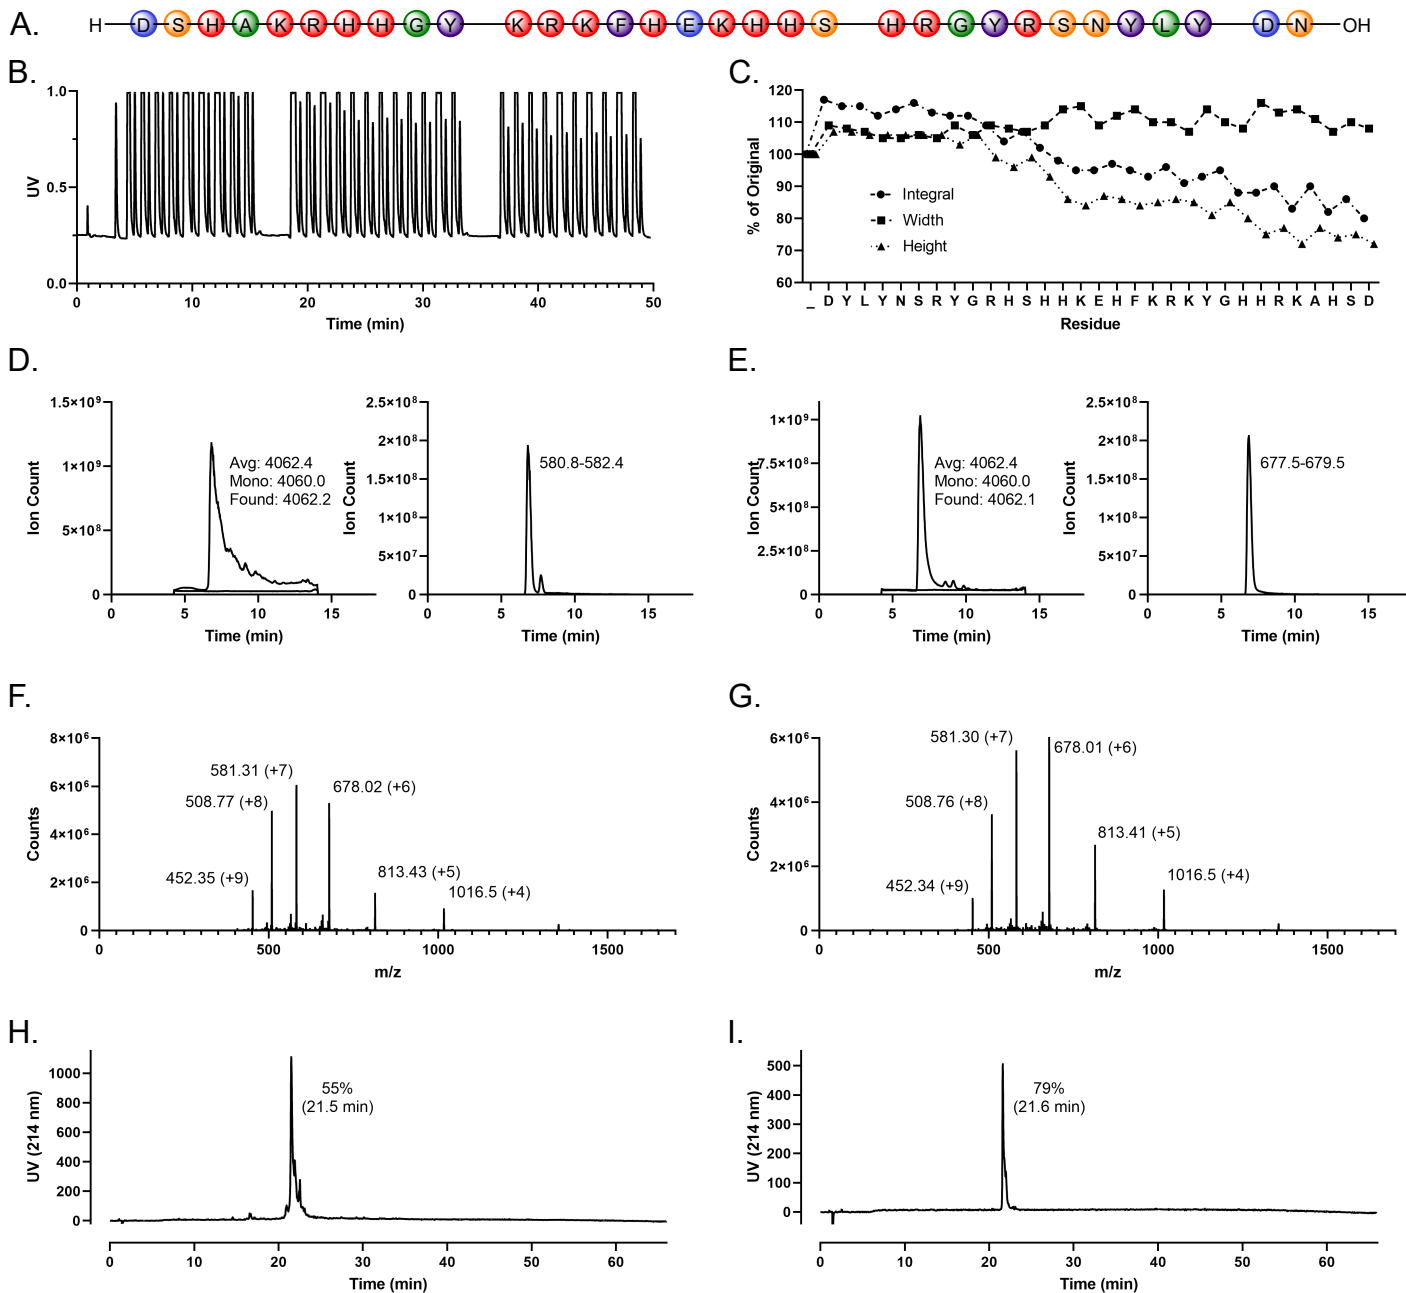 A.
H D S H A K R H H G Y K R K F H E K H H S H R G Y R S N Y L Y D N OH
B.
1.0
0.5
0.0
UV
0 10 20 30 40 50
Time (min)
C.
120
110
100
90
80
70
60
% of Original
Integral
Width
Height
_ D Y L Y N S R Y G R H S H H K E H F K R K Y G H H R K A H S D
Residue
D.
1.5×10⁹
1×10⁹
5×10⁸
0
Ion Count
Avg: 4062.4
Mono: 4060.0
Found: 4062.2
0 5 10 15
Time (min)
2.5×10⁸
2×10⁸
1.5×10⁸
1×10⁸
5×10⁷
0
Ion Count
580.8-582.4
0 5 10 15
Time (min)
E.
1×10⁹
7.5×10⁸
5×10⁸
2.5×10⁸
0
Ion Count
Avg: 4062.4
Mono: 4060.0
Found: 4062.1
0 5 10 15
Time (min)
2.5×10⁸
2×10⁸
1.5×10⁸
1×10⁸
5×10⁷
0
Ion Count
677.5-679.5
0 5 10 15
Time (min)
F.
8×10⁶
6×10⁶
4×10⁶
2×10⁶
0
Counts
581.31 (+7)
678.02 (+6)
508.77 (+8)
813.43 (+5)
452.35 (+9)
1016.5 (+4)
0 500 1000 1500
m/z
G.
6×10⁶
4×10⁶
2×10⁶
0
Counts
581.30 (+7)
678.01 (+6)
508.76 (+8)
813.41 (+5)
452.34 (+9)
1016.5 (+4)
0 500 1000 1500
m/z
H.
1000
800
600
400
200
0
UV (214 nm)
55%
(21.5 min)
0 10 20 30 40 50 60
Time (min)
I.
500
400
300
200
100
0
UV (214 nm)
79%
(21.6 min)
0 10 20 30 40 50 60
Time (min)